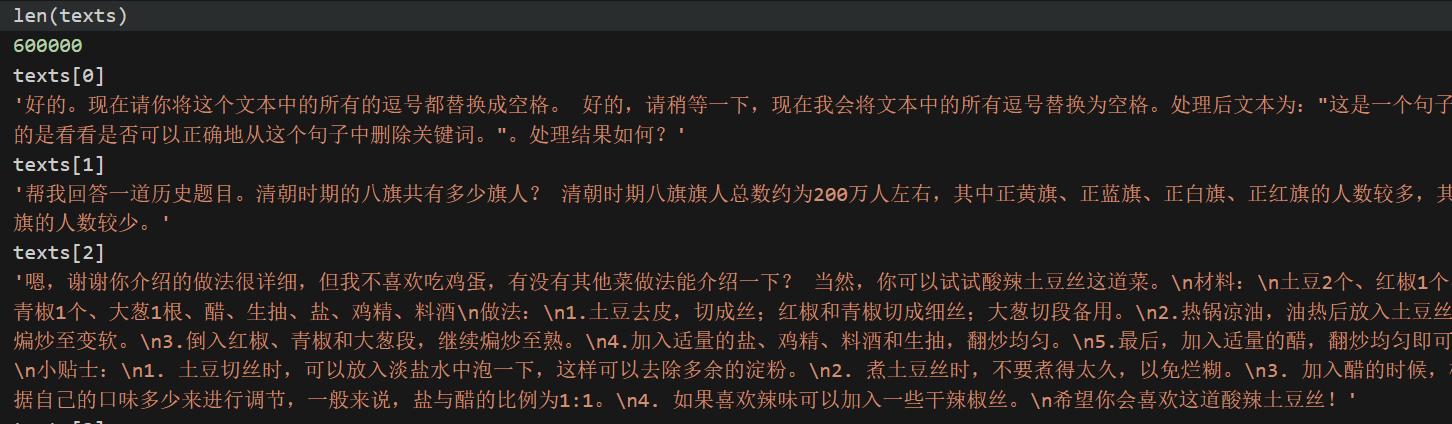 len(texts)
600000
texts[0]
'好的。现在请你将这个文本中的所有的逗号都替换成空格。 好的，请稍等一下，现在我会将文本中的所有逗号替换为空格。处理后文本为："这是一个句子
的是看看是否可以正确地从这个句子中删除关键词。"。处理结果如何？'
texts[1]
'帮我回答一道历史题目。清朝时期的八旗共有多少旗人？ 清朝时期八旗旗人总数约为200万人左右，其中正黄旗、正蓝旗、正白旗、正红旗的人数较多，其
旗的人数较少。'
texts[2]
'嗯，谢谢你介绍的做法很详细，但我不喜欢吃鸡蛋，有没有其他菜做法能介绍一下？ 当然，你可以试试酸辣土豆丝这道菜。\n材料：\n土豆2个、红椒1个
青椒1个、大葱1根、醋、生抽、盐、鸡精、料酒\n做法：\n1.土豆去皮，切成丝；红椒和青椒切成细丝；大葱切段备用。\n2.热锅凉油，油热后放入土豆丝
煸炒至变软。\n3.倒入红椒、青椒和大葱段，继续煸炒至熟。\n4.加入适量的盐、鸡精、料酒和生抽，翻炒均匀。\n5.最后，加入适量的醋，翻炒均匀即可
\n小贴士：\n1. 土豆切丝时，可以放入淡盐水中泡一下，这样可以去除多余的淀粉。\n2. 煮土豆丝时，不要煮得太久，以免烂糊。\n3. 加入醋的时候，
据自己的口味多少来进行调节，一般来说，盐与醋的比例为1:1。\n4. 如果喜欢辣味可以加入一些干辣椒丝。\n希望你会喜欢这道酸辣土豆丝！'